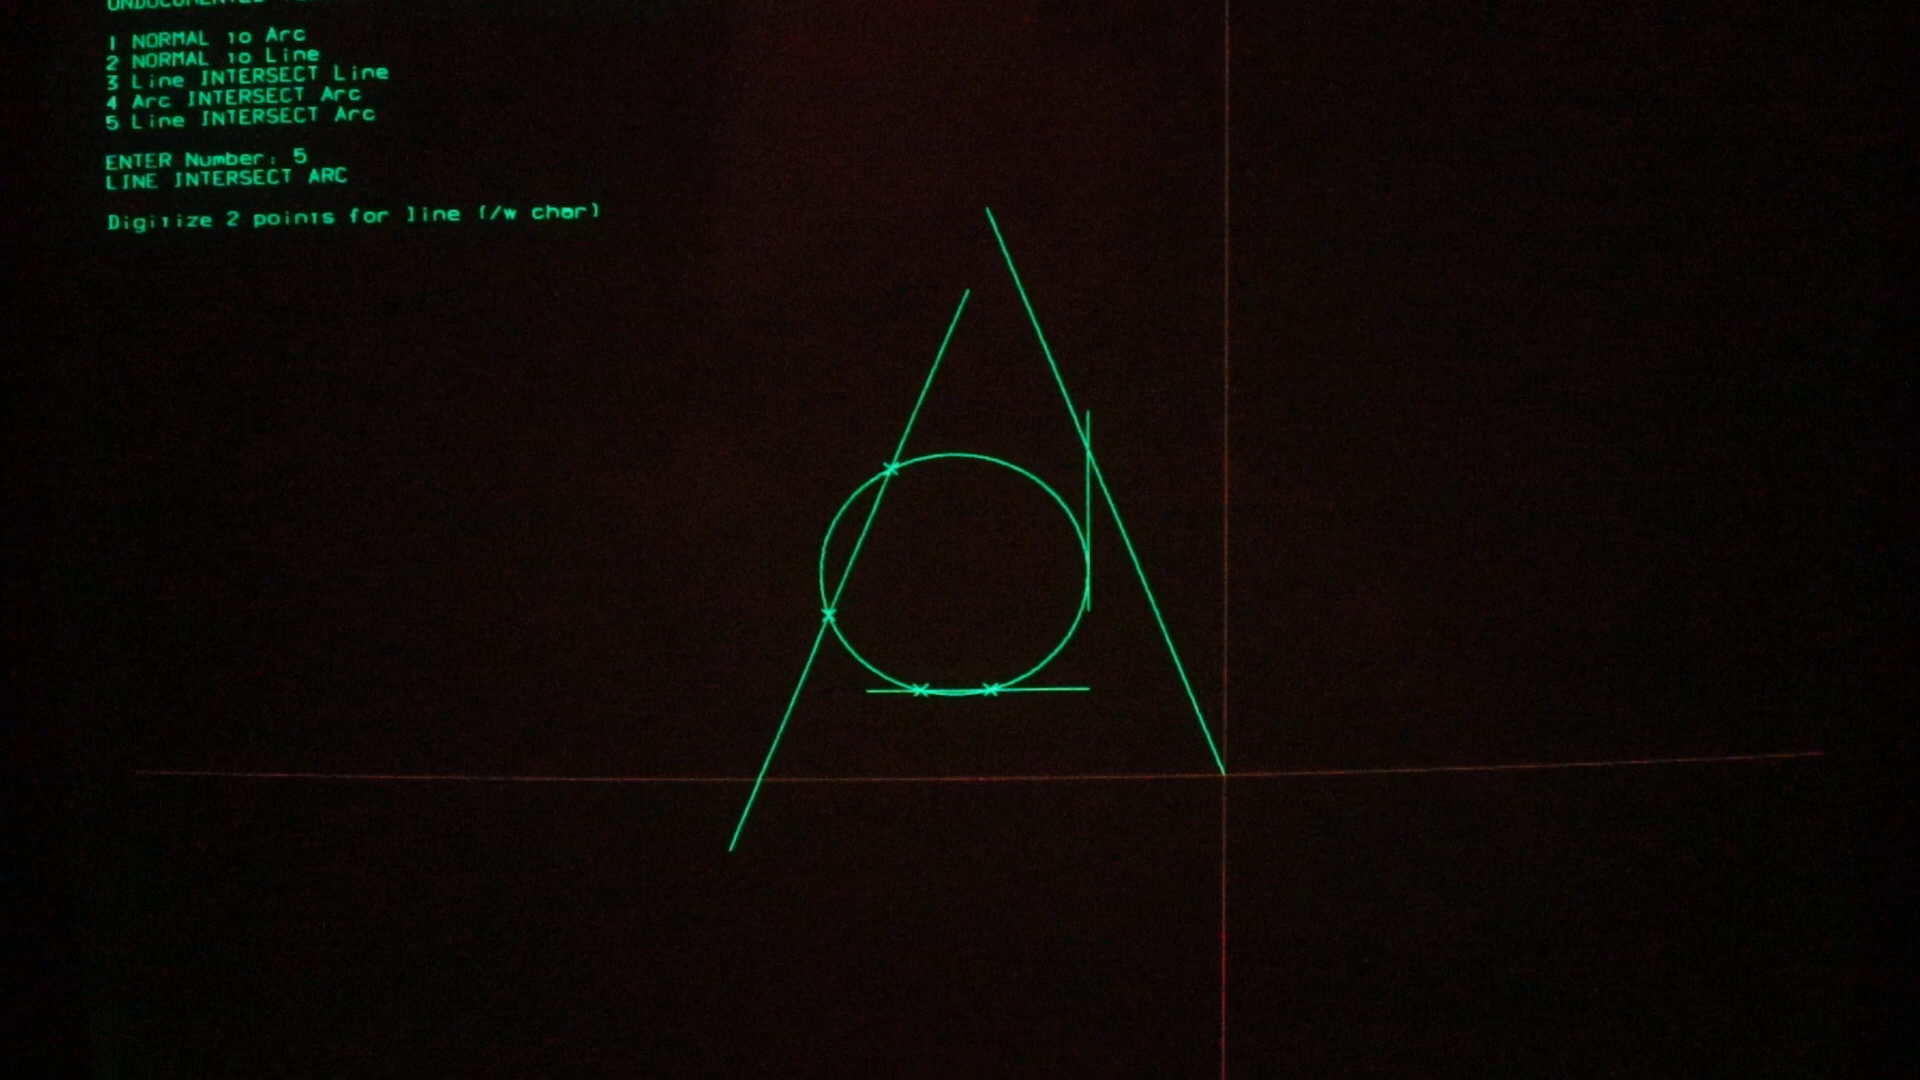 1 NORMAL to Arc
2 NORMAL to Line
3 Line INTERSECT Line
4 Arc INTERSECT Arc
5 Line INTERSECT Arc
ENTER Number: 5
LINE INTERSECT ARC
Digitize 2 points for line (/w char)